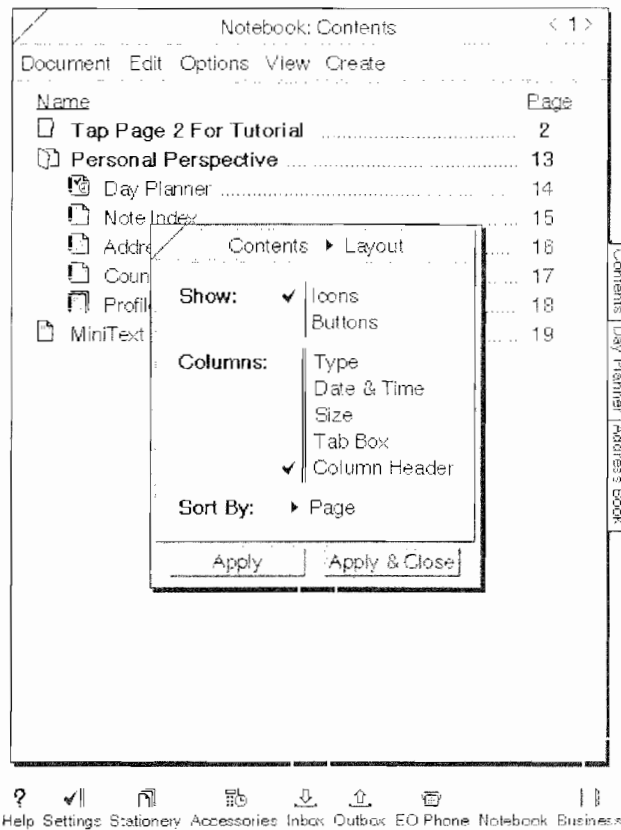 Notebook: Contents < 1 >
Document Edit Options View Create
Name Page
Tap Page 2 For Tutorial 2
Personal Perspective 13
Day Planner 14
Note Index 15
Addre 16
Coun 17
Profil 18
MiniText 19
Contents ▸ Layout
Show: ✔ Icons
Buttons
Columns: Type
Date & Time
Size
Tab Box
✔ Column Header
Sort By: ▸ Page
Apply Apply & Close
Contents Day Planner Address Book
? Help Settings Stationery Accessories Inbox Outbox EO Phone Notebook Business